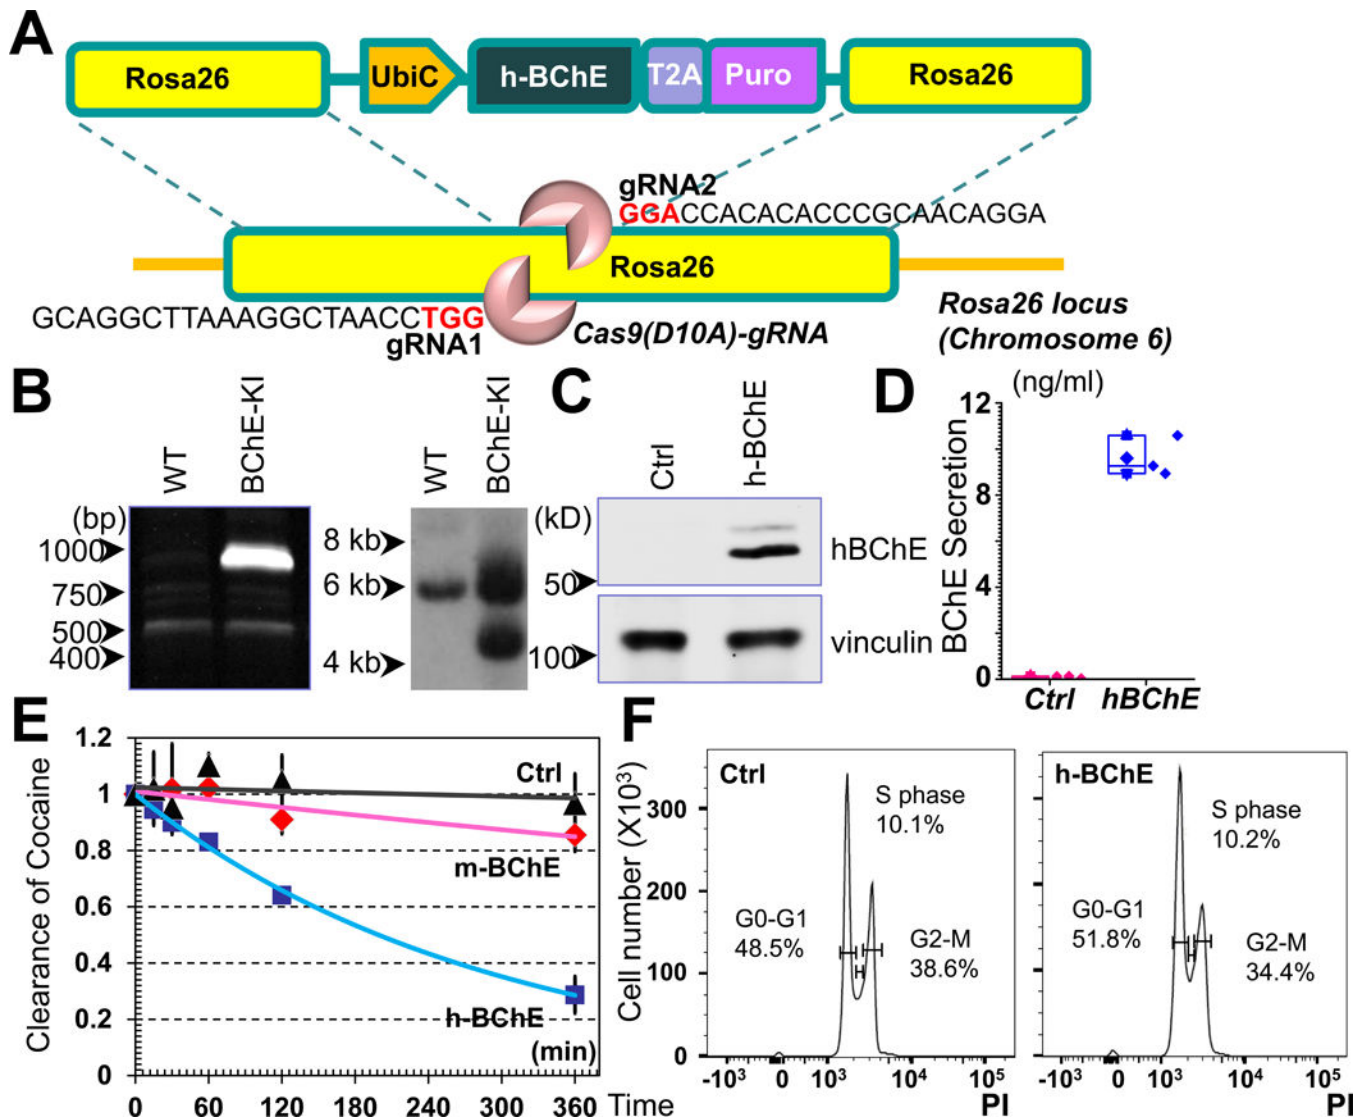 A
Rosa26 UbiC h-BChE T2A Puro Rosa26
gRNA2
GGACCACACACCCGCAACAGGA
Rosa26
GCAGGCTTAAAGGCTAACCTGG
gRNA1
Cas9(D10A)-gRNA
Rosa26 locus
(Chromosome 6)
B
WT
BChE-KI
(bp)
1000
750
500
400
WT
BChE-KI
8 kb
6 kb
4 kb
C
Ctrl
h-BChE
(kD)
50
100
hBChE
vinculin
D
(ng/ml)
BChE Secretion
12
8
4
0
Ctrl hBChE
E
Clearance of Cocaine
1.2
1
0.8
0.6
0.4
0.2
0
Ctrl
m-BChE
h-BChE
(min)
0 60 120 180 240 300 360 Time
F
Cell number (X10³)
300
200
100
0
Ctrl
S phase
10.1%
G0-G1
48.5%
G2-M
38.6%
-10³ 0 10³ 10⁴ 10⁵
PI
h-BChE
S phase
10.2%
G0-G1
51.8%
G2-M
34.4%
-10³ 0 10³ 10⁴ 10⁵
PI